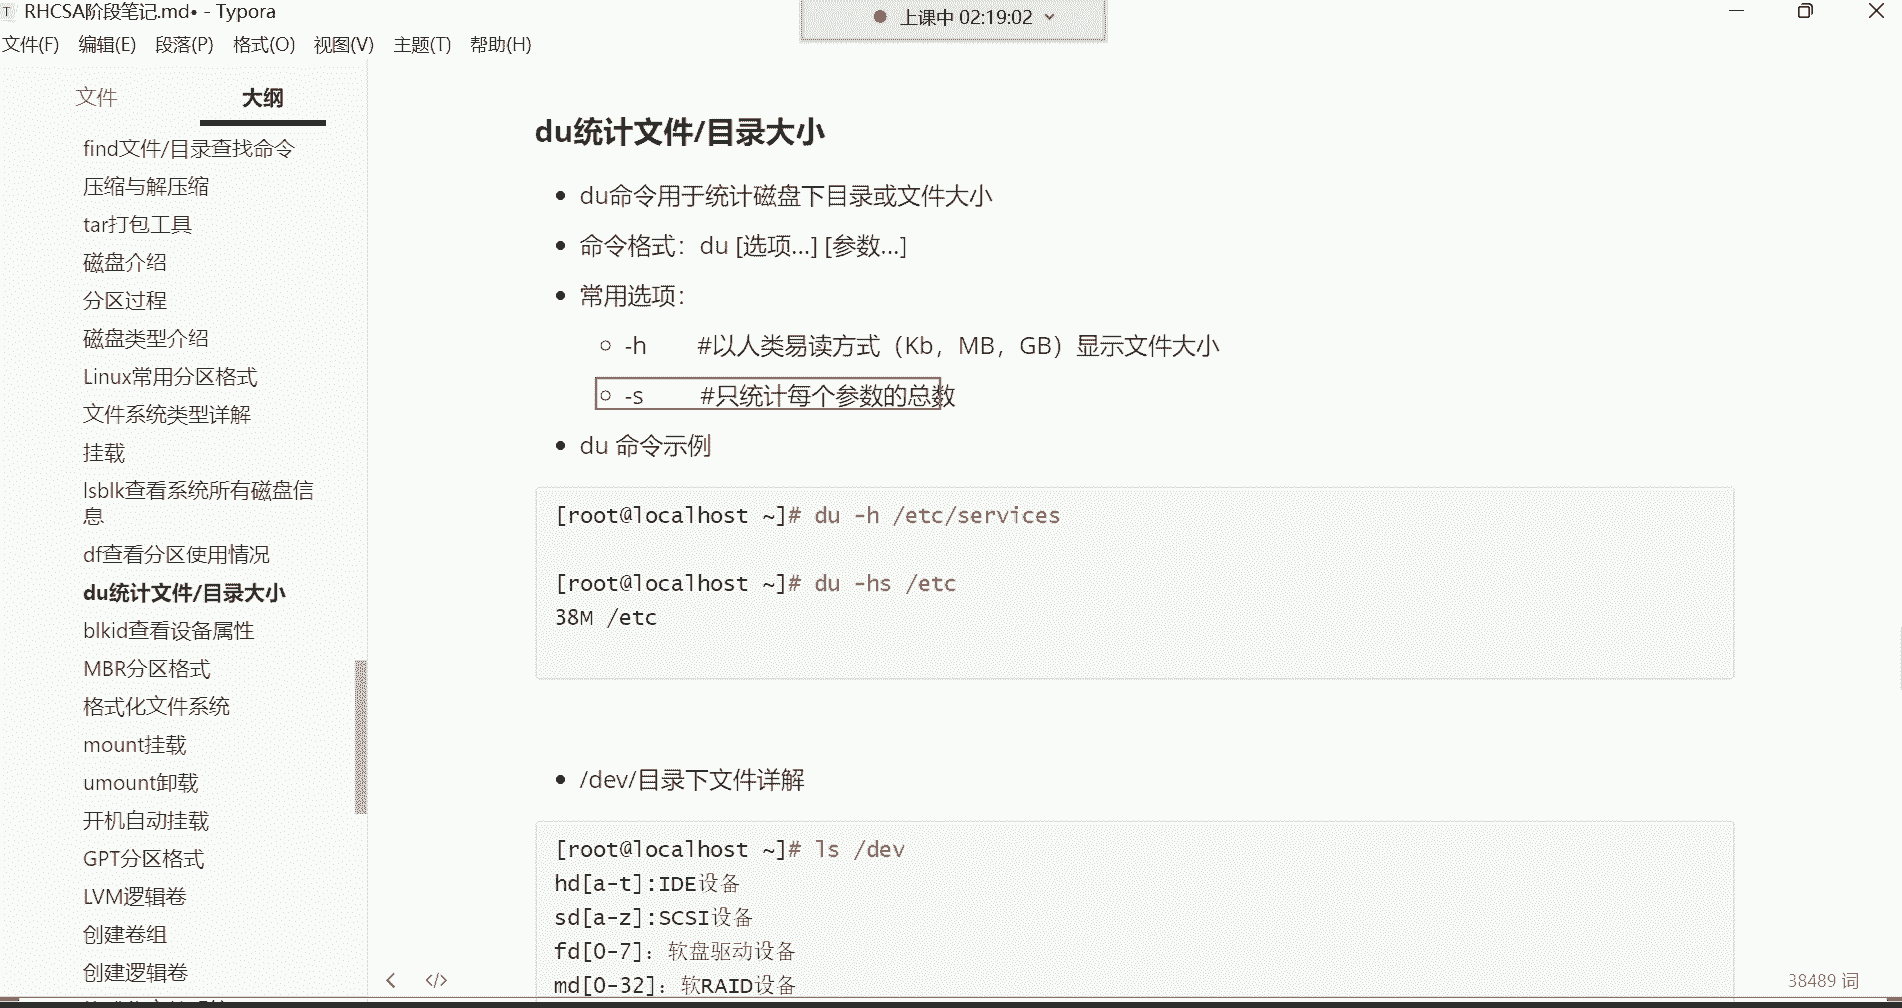 RHCSA阶段笔记.md• - Typora
上课中 02:19:02
文件(F) 编辑(E) 段落(P) 格式(O) 视图(V) 主题(T) 帮助(H)
文件 大纲
find文件/目录查找命令
压缩与解压缩
tar打包工具
磁盘介绍
分区过程
磁盘类型介绍
Linux常用分区格式
文件系统类型详解
挂载
lsblk查看系统所有磁盘信
息
df查看分区使用情况
du统计文件/目录大小
blkid查看设备属性
MBR分区格式
格式化文件系统
mount挂载
umount卸载
开机自动挂载
GPT分区格式
LVM逻辑卷
创建卷组
创建逻辑卷
du统计文件/目录大小
du命令用于统计磁盘下目录或文件大小
命令格式：du [选项...] [参数...]
常用选项：
-h #以人类易读方式（Kb，MB，GB）显示文件大小
-s #只统计每个参数的总数
du 命令示例
[root@localhost ~]# du -h /etc/services
[root@localhost ~]# du -hs /etc
38M /etc
/dev/目录下文件详解
[root@localhost ~]# ls /dev
hd[a-t]:IDE设备
sd[a-z]:SCSI设备
fd[0-7]：软盘驱动设备
md[0-32]：软RAID设备
38489 词